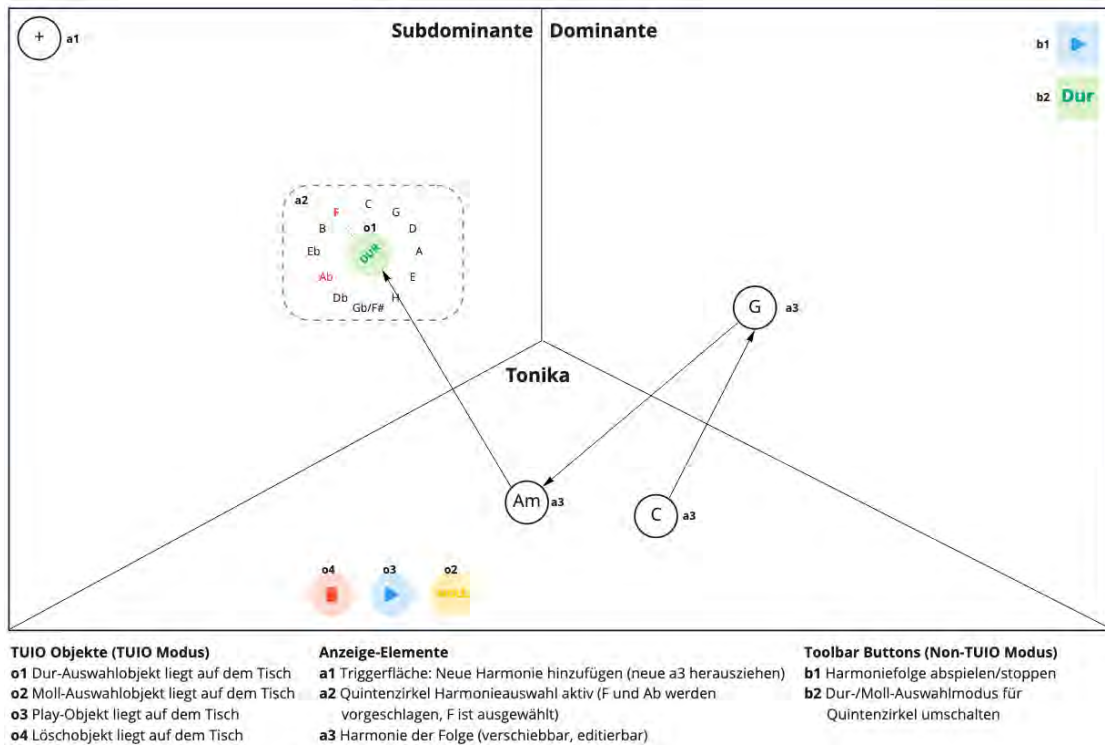 + a1
Subdominante Dominante
b1
b2 Dur
a2
F C G
B o1 D
Eb DUR A
Ab E
Db H
Gb/F#
G a3
Tonika
Am a3
C a3
o4 o3 o2
TUIO Objekte (TUIO Modus)
o1 Dur-Auswahlobjekt liegt auf dem Tisch
o2 Moll-Auswahlobjekt liegt auf dem Tisch
o3 Play-Objekt liegt auf dem Tisch
o4 Löschobjekt liegt auf dem Tisch
Anzeige-Elemente
a1 Triggerfläche: Neue Harmonie hinzufügen (neue a3 herausziehen)
a2 Quintenzirkel Harmonieauswahl aktiv (F und Ab werden
vorgeschlagen, F ist ausgewählt)
a3 Harmonie der Folge (verschiebbar, editierbar)
Toolbar Buttons (Non-TUIO Modus)
b1 Harmoniefolge abspielen/stoppen
b2 Dur-/Moll-Auswahlmodus für
Quintenzirkel umschalten